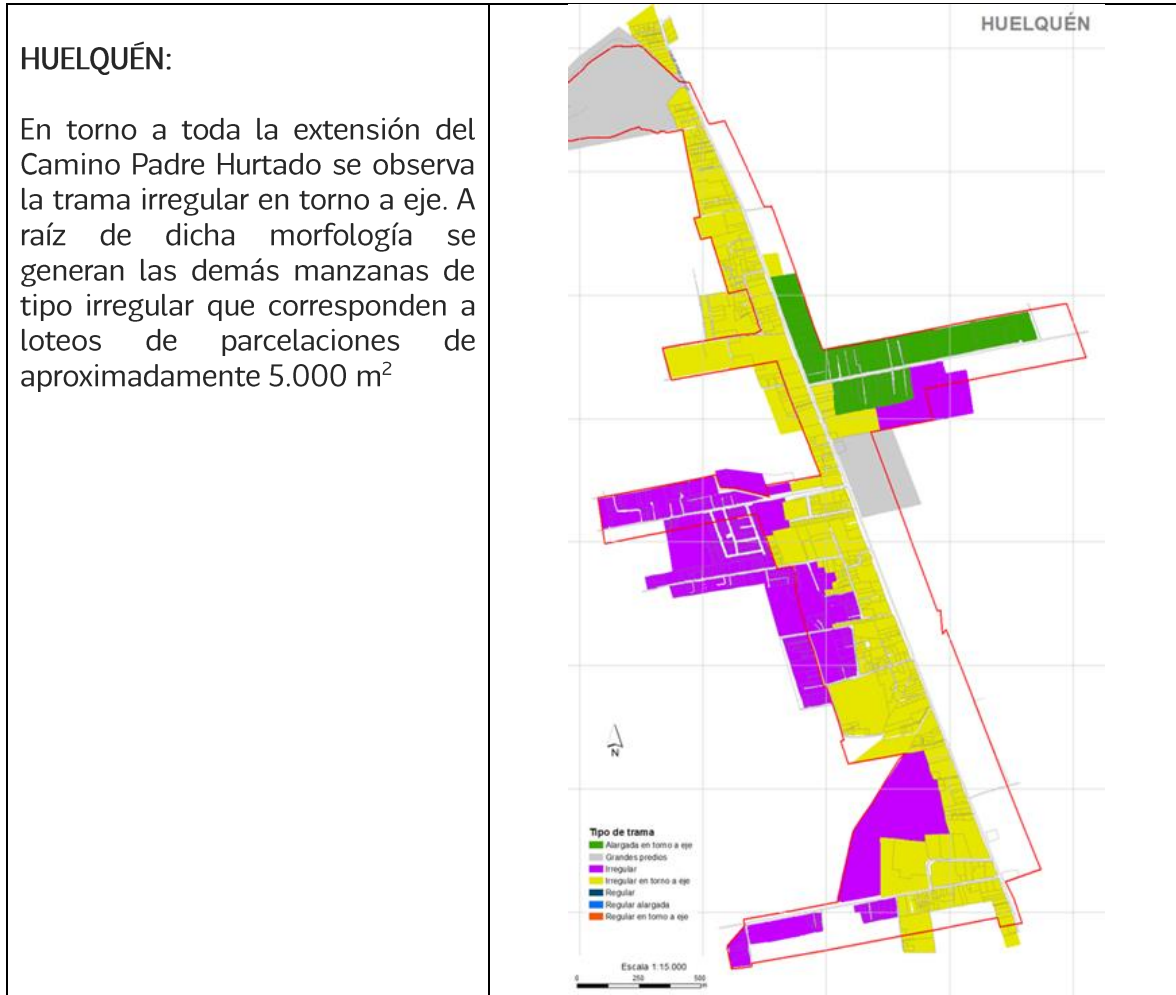 HUELQUÉN:
En torno a toda la extensión del
Camino Padre Hurtado se observa
la trama irregular en torno a eje. A
raíz de dicha morfología se
generan las demás manzanas de
tipo irregular que corresponden a
loteos de parcelaciones de
aproximadamente 5.000 m²
HUELQUÉN
N
Tipo de trama
Alargada en torno a eje
Grandes predios
Irregular
Irregular en torno a eje
Regular
Regular alargada
Regular en torno a eje
Escala 1:15.000
0 250 500
m